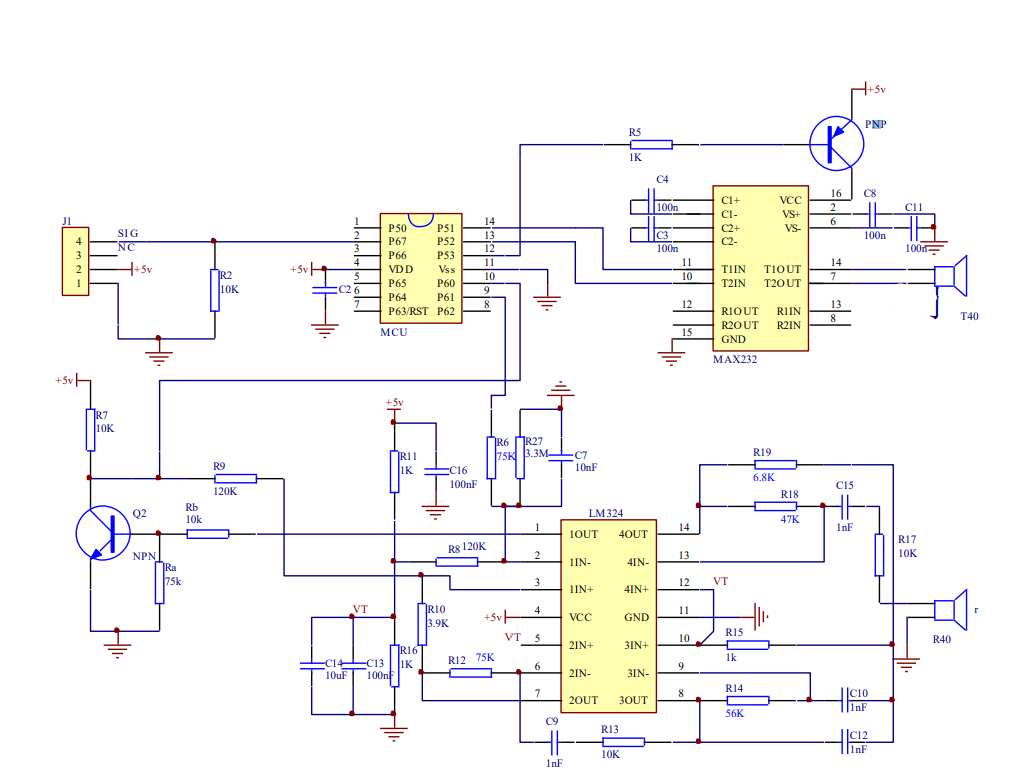 +5v
PNP
R5
1K
C4
100n
C3
100n
C1+
C1-
C2+
C2-
T1IN
T2IN
R1OUT
R2OUT
GND
VCC
VS+
VS-
T1OUT
T2OUT
R1IN
R2IN
11
10
12
9
15
16
2
6
14
7
13
8
MAX232
C8
100n
C11
100n
T40
J1
4
3
2
1
SIG
NC
+5v
R2
10K
+5v
C2
1
2
3
4
5
6
7
P50
P67
P66
VDD
P65
P64
P63/RST
P51
P52
P53
Vss
P60
P61
P62
14
13
12
11
10
9
8
MCU
+5v
R7
10K
R9
120K
Q2
NPN
Rb
10k
Ra
75k
+5v
R11
1K
C16
100nF
R6
75K
R27
3.3M
C7
10nF
R8
120K
VT
C14
10uF
C13
100nF
R16
1K
R10
3.9K
R12
75K
+5v
VT
LM324
1
2
3
4
5
6
7
1OUT
1IN-
1IN+
VCC
2IN+
2IN-
2OUT
4OUT
4IN-
4IN+
GND
3IN+
3IN-
3OUT
14
13
12
11
10
9
8
VT
R19
6.8K
R18
47K
C15
1nF
R17
10K
R40
r
R15
1k
R14
56K
C10
1nF
C12
1nF
C9
1nF
R13
10K